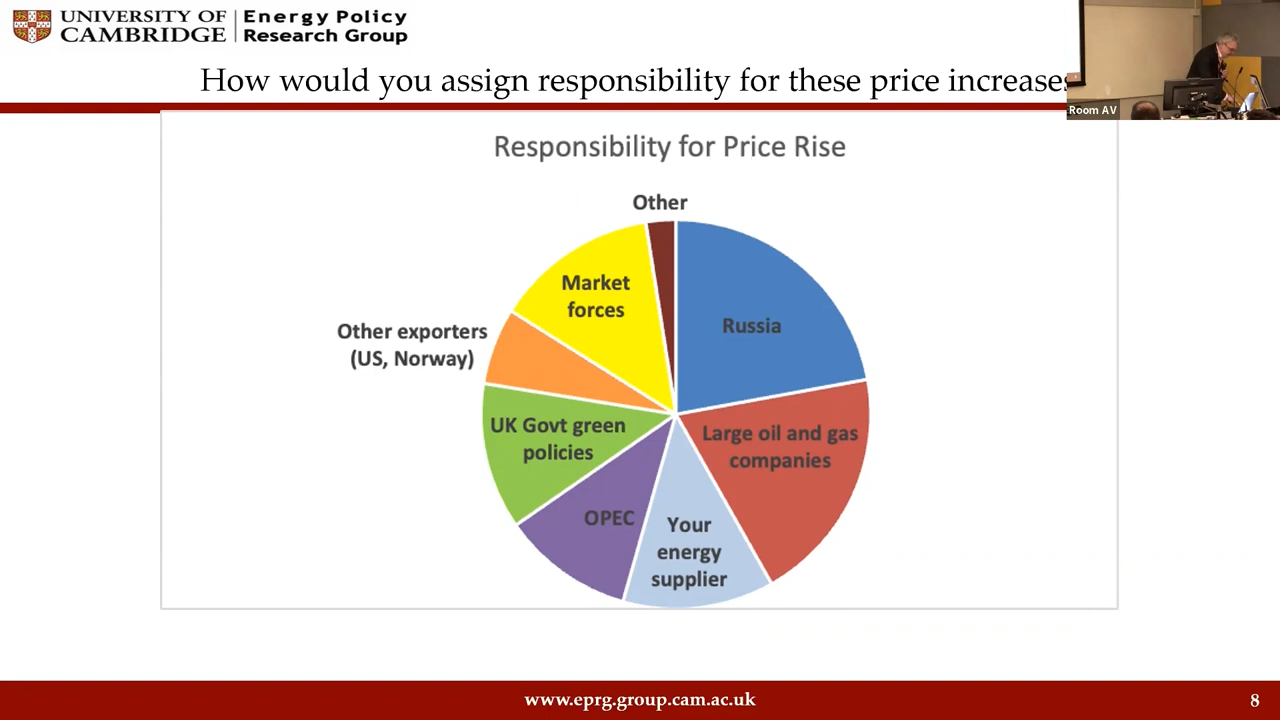 UNIVERSITY OF
CAMBRIDGE
Energy Policy
Research Group
How would you assign responsibility for these price increases
Room AV
Responsibility for Price Rise
Other
Market
forces
Russia
Other exporters
(US, Norway)
UK Govt green
policies
Large oil and gas
companies
OPEC
Your
energy
supplier
www.eprg.group.cam.ac.uk
8